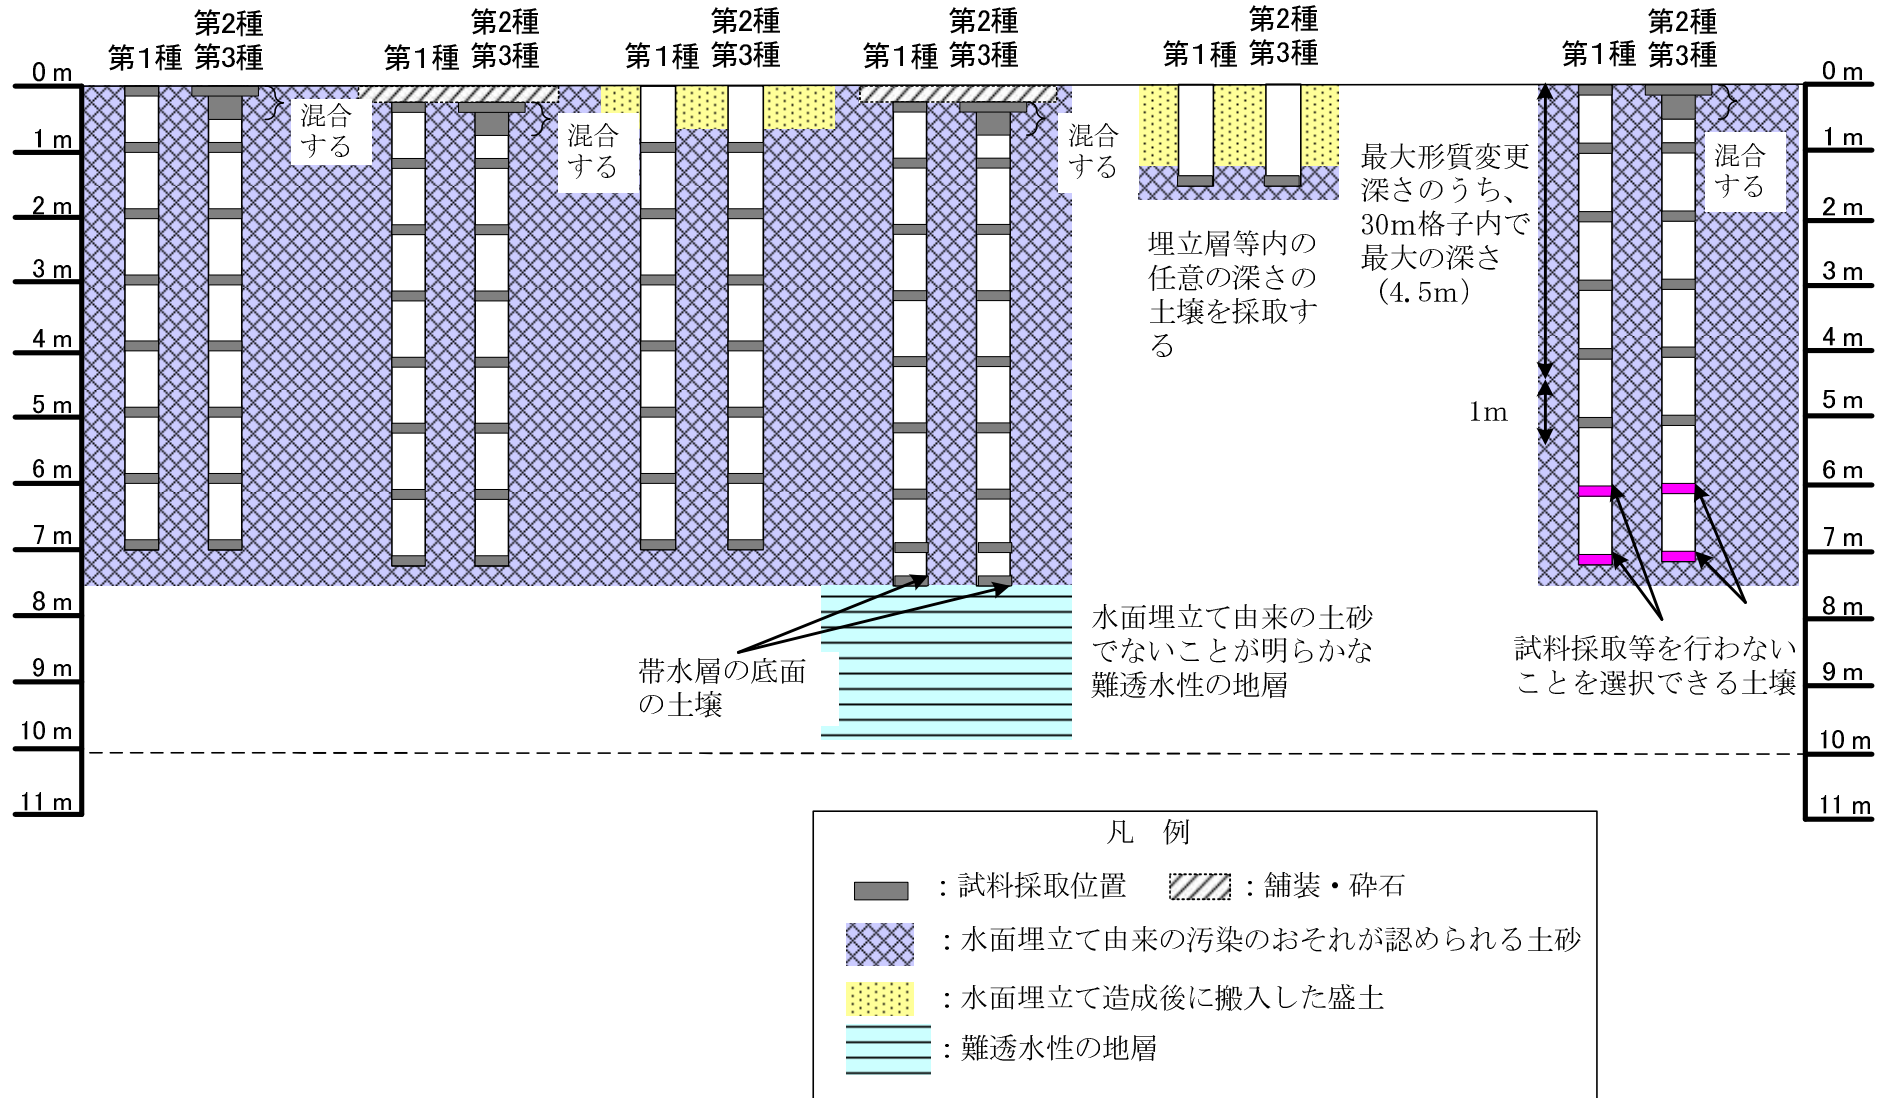 第1種
第2種
第3種
第1種
第2種
第3種
第1種
第2種
第3種
第1種
第2種
第3種
第1種
第2種
第3種
第1種
第2種
第3種
0 m
1 m
2 m
3 m
4 m
5 m
6 m
7 m
8 m
9 m
10 m
11 m
混合
する
混合
する
混合
する
埋立層等内の
任意の深さの
土壌を採取す
る
最大形質変更
深さのうち、
30m格子内で
最大の深さ
（4.5m）
1m
混合
する
0 m
1 m
2 m
3 m
4 m
5 m
6 m
7 m
8 m
9 m
10 m
11 m
帯水層の底面
の土壌
水面埋立て由来の土砂
でないことが明らかな
難透水性の地層
試料採取等を行わない
ことを選択できる土壌
凡 例
：試料採取位置
：舗装・砕石
：水面埋立て由来の汚染のおそれが認められる土砂
：水面埋立て造成後に搬入した盛土
：難透水性の地層